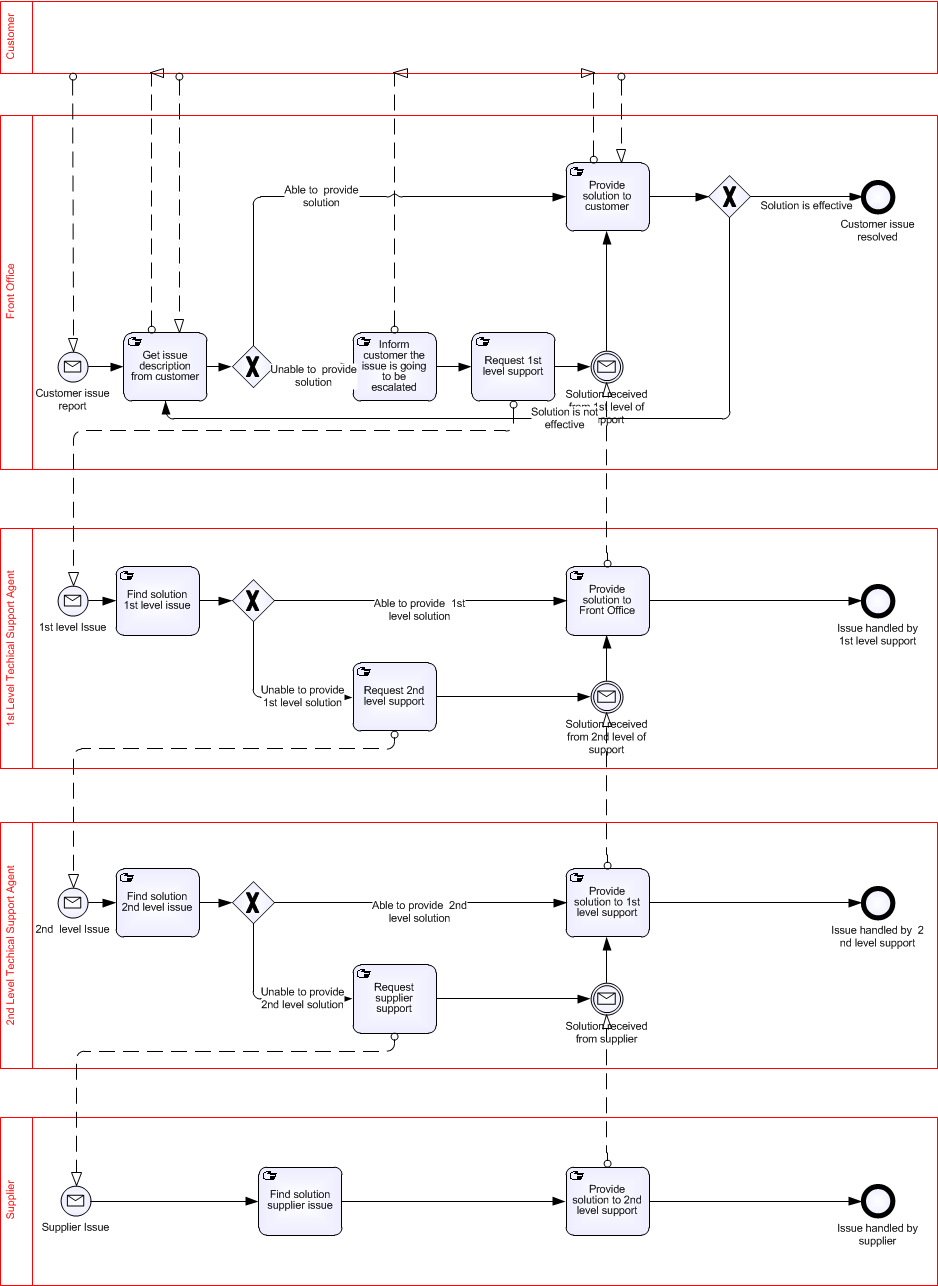 Customer
Front Office
Able to  provide
solution
Provide
solution to
customer
Solution is effective
Customer issue
resolved
Customer issue
report
Get issue
description
from customer
Unable to  provide
solution
Inform
customer the
issue is going
to be
escalated
Request 1st
level support
Solution received
from 1st level of
support
Solution is not
effective
1st Level Techical Support Agent
1st level Issue
Find solution
1st level issue
Able to provide  1st
level solution
Provide
solution to
Front Office
Issue handled by
1st level support
Unable to provide
1st level solution
Request 2nd
level support
Solution received
from 2nd level of
support
2nd Level Techical Support Agent
2nd  level Issue
Find solution
2nd level issue
Able to provide  2nd
level solution
Provide
solution to 1st
level support
Issue handled by  2
nd level support
Unable to provide
2nd level solution
Request
supplier
support
Solution received
from supplier
Supplier
Supplier Issue
Find solution
supplier issue
Provide
solution to 2nd
level support
Issue handled by
supplier